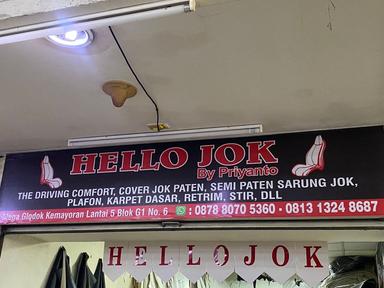 HELLO JOK
By Priyanto
THE DRIVING COMFORT, COVER JOK PATEN, SEMI PATEN SARUNG JOK,
PLAFON, KARPET DASAR, RETRIM, STIR, DLL
Mega Glodok Kemayoran Lantai 5 Blok G1 No. 6 : 0878 8070 5360 - 0813 1324 8687
HELLOJOK